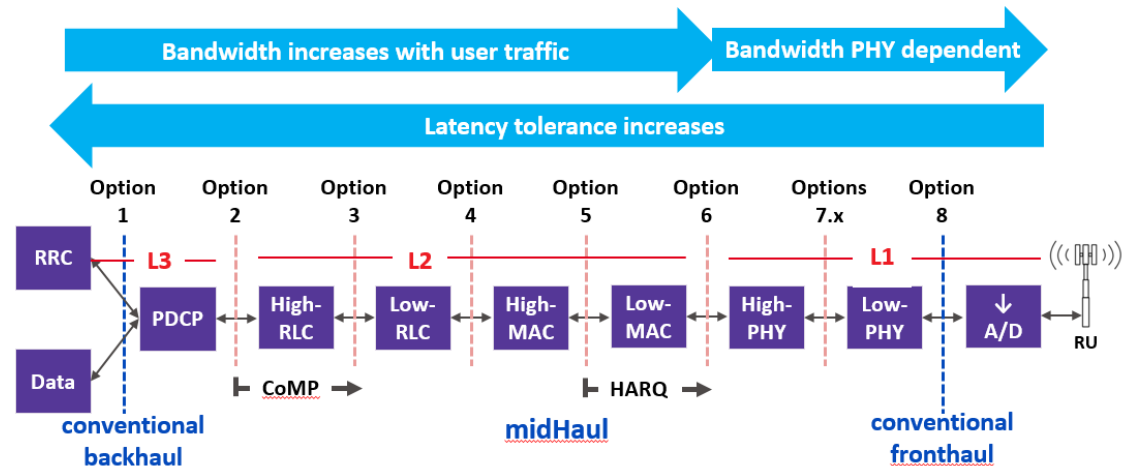 Bandwidth increases with user traffic
Bandwidth PHY dependent
Latency tolerance increases
Option
1
Option
2
Option
3
Option
4
Option
5
Option
6
Options
7.x
Option
8
RRC
L3
L2
L1
Data
PDCP
High-
RLC
Low-
RLC
High-
MAC
Low-
MAC
High-
PHY
Low-
PHY
↓
A/D
RU
CoMP
HARQ
conventional
backhaul
midHaul
conventional
fronthaul